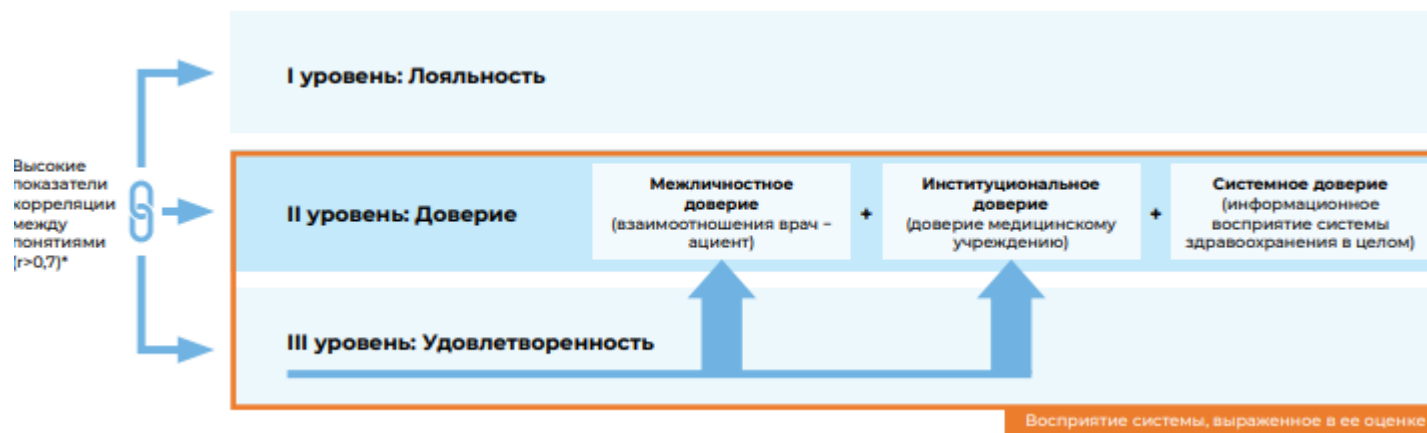 I уровень: Лояльность
Высокие
показатели
корреляции
между
понятиями
(r>0,7)*
II уровень: Доверие
Межличностное
доверие
(взаимоотношения врач –
ациент)
+
Институциональное
доверие
(доверие медицинскому
учреждению)
+
Системное доверие
(информационное
восприятие системы
здравоохранения в целом)
III уровень: Удовлетворенность
Восприятие системы, выраженное в ее оценке